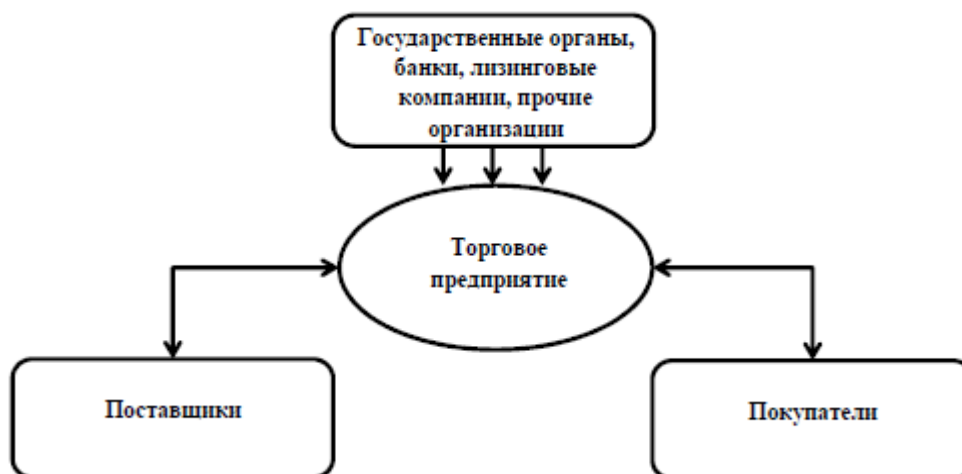 Государственные органы,
банки, лизинговые
компании, прочие
организации
Торговое
предприятие
Поставщики
Покупатели